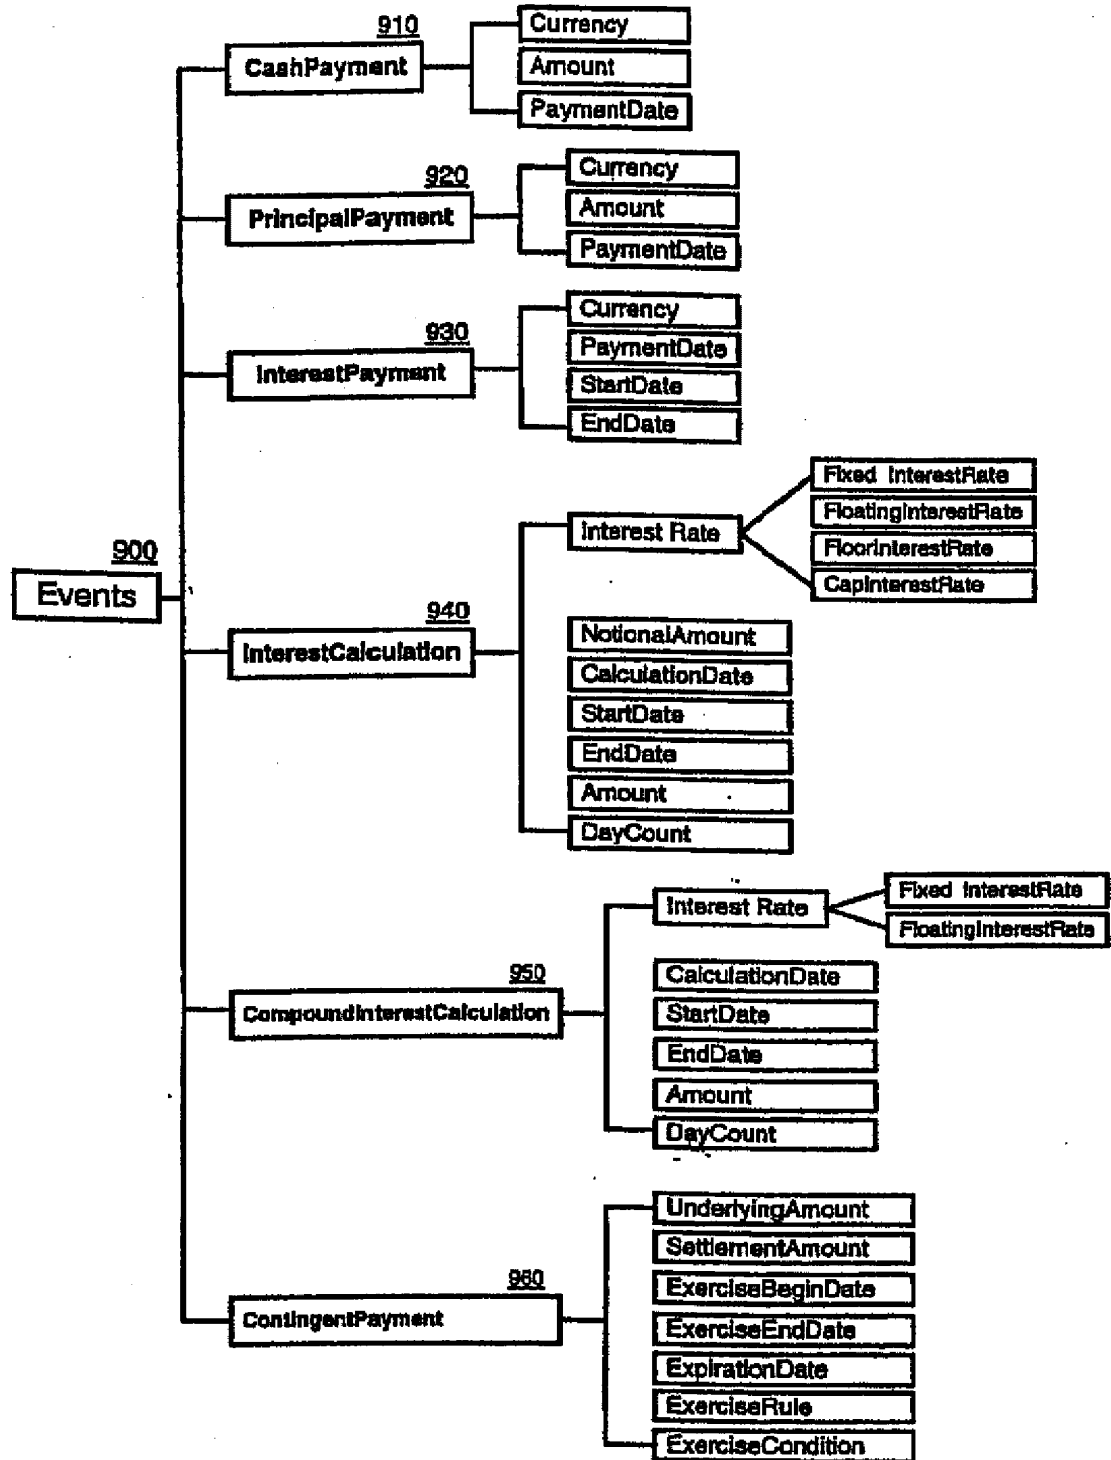 910
CashPayment
Currency
Amount
PaymentDate
920
PrincipalPayment
Currency
Amount
PaymentDate
930
InterestPayment
Currency
PaymentDate
StartDate
EndDate
900
Events
940
InterestCalculation
Interest Rate
Fixed InterestRate
FloatingInterestRate
FloorInterestRate
CapInterestRate
NotionalAmount
CalculationDate
StartDate
EndDate
Amount
DayCount
950
CompoundInterestCalculation
Interest Rate
Fixed InterestRate
FloatingInterestRate
CalculationDate
StartDate
EndDate
Amount
DayCount
960
ContingentPayment
UnderlyingAmount
SettlementAmount
ExerciseBeginDate
ExerciseEndDate
ExpirationDate
ExerciseRule
ExerciseCondition